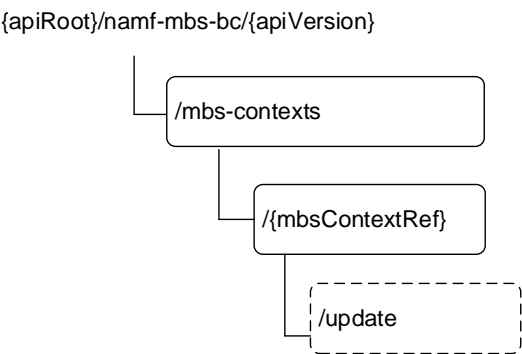 {apiRoot}/namf-mbs-bc/{apiVersion}
/mbs-contexts
/{mbsContextRef}
/update